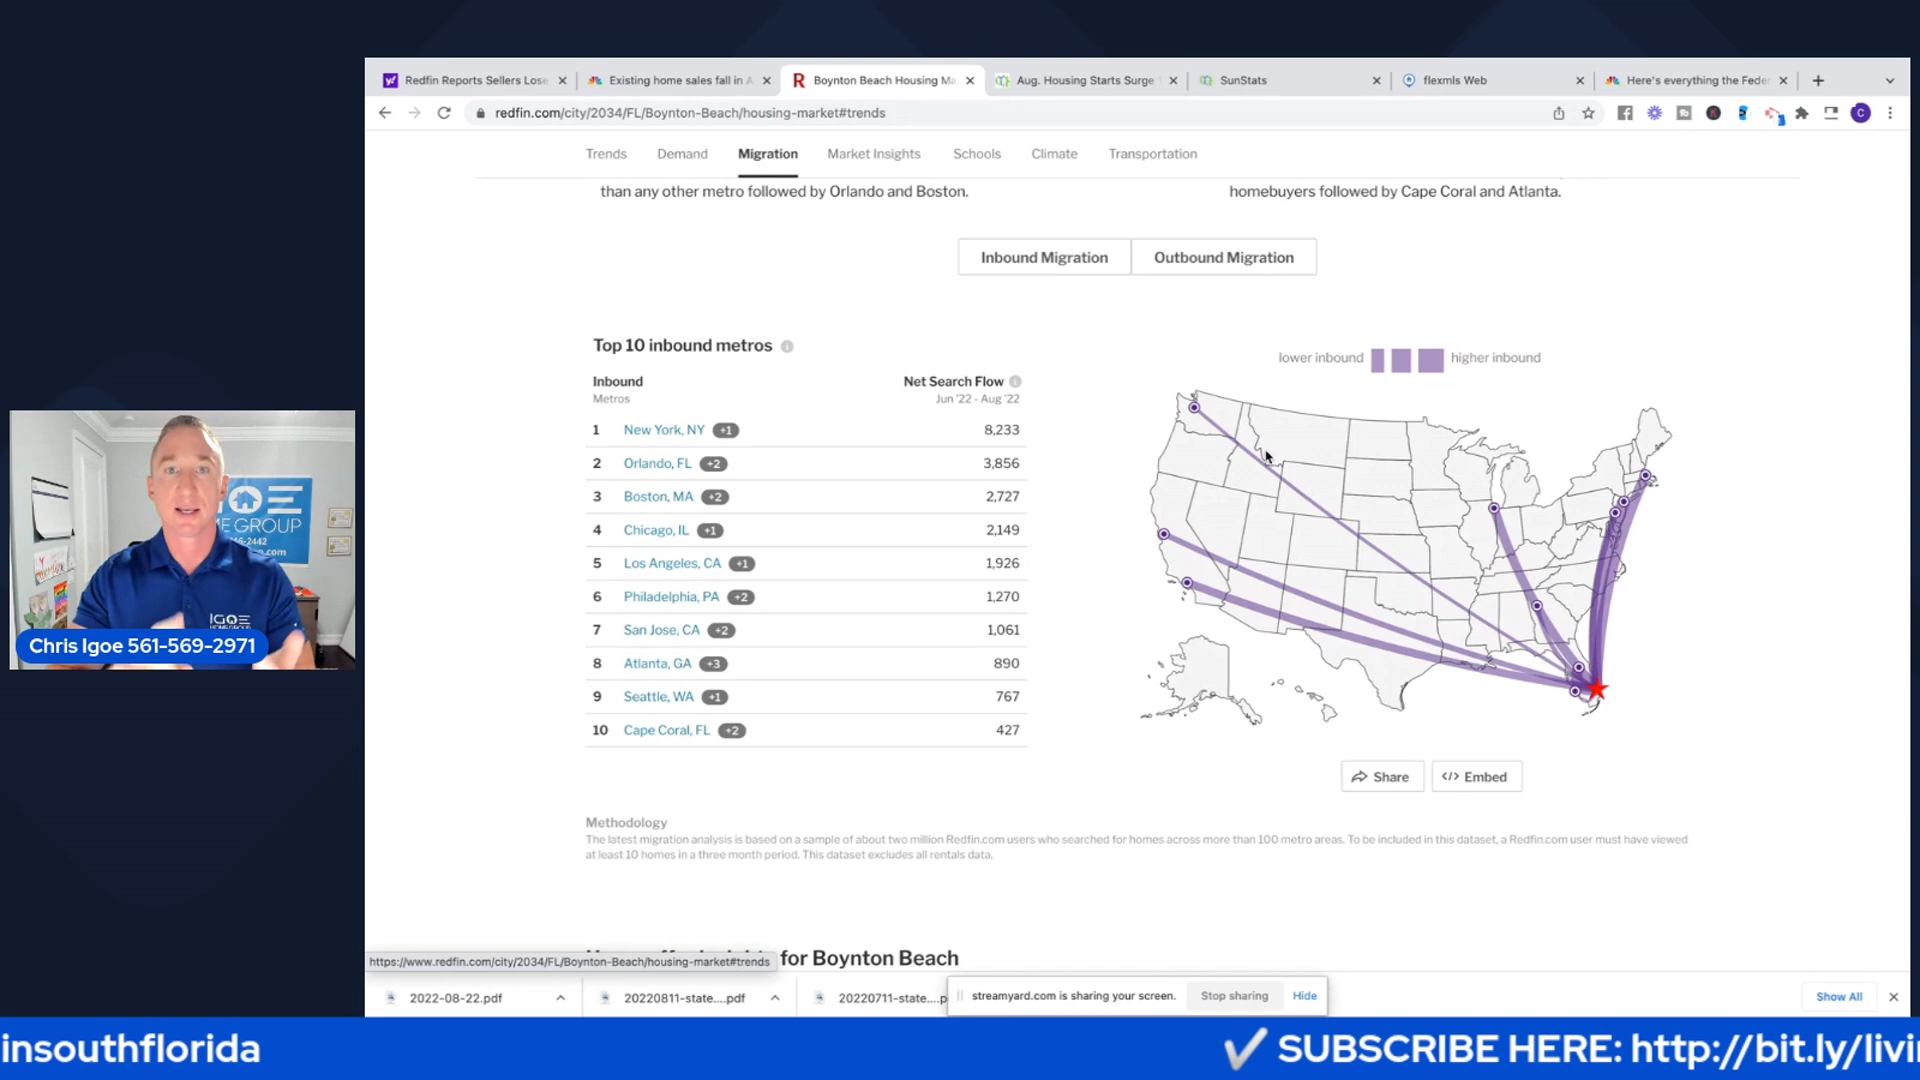 Redfin Reports Sellers Lose
Existing home sales fall in A
Boynton Beach Housing Ma
Aug. Housing Starts Surge
SunStats
flexmls Web
Here's everything the Feder
redfin.com/city/2034/FL/Boynton-Beach/housing-market#trends
Trends
Demand
Migration
Market Insights
Schools
Climate
Transportation
than any other metro followed by Orlando and Boston.
homebuyers followed by Cape Coral and Atlanta.
Inbound Migration
Outbound Migration
Top 10 inbound metros
lower inbound
higher inbound
Inbound
Net Search Flow
Metros
Jun '22 - Aug '22
1 New York, NY +1 8,233
2 Orlando, FL +2 3,856
3 Boston, MA +2 2,727
4 Chicago, IL +1 2,149
5 Los Angeles, CA +1 1,926
6 Philadelphia, PA +2 1,270
7 San Jose, CA +2 1,061
8 Atlanta, GA +3 890
9 Seattle, WA +1 767
10 Cape Coral, FL +2 427
Share
</> Embed
Methodology
The latest migration analysis is based on a sample of about two million Redfin.com users who searched for homes across more than 100 metro areas. To be included in this dataset, a Redfin.com user must have viewed
at least 10 homes in a three month period. This dataset excludes all rentals data.
for Boynton Beach
https://www.redfin.com/city/2034/FL/Boynton-Beach/housing-market#trends
2022-08-22.pdf
20220811-state....pdf
20220711-state....p
streamyard.com is sharing your screen.
Stop sharing
Hide
Show All
GROUP
-2442
IGOE
Chris Igoe 561-569-2971
insouthflorida
✔ SUBSCRIBE HERE: http://bit.ly/livi